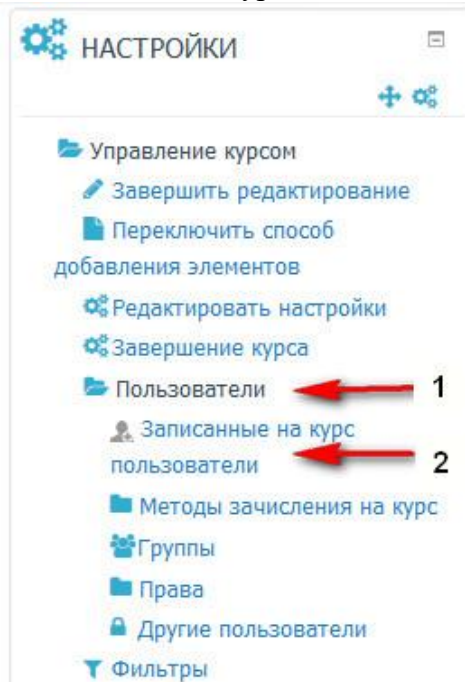 НАСТРОЙКИ
Управление курсом
Завершить редактирование
Переключить способ
добавления элементов
Редактировать настройки
Завершение курса
Пользователи 1
Записанные на курс
пользователи 2
Методы зачисления на курс
Группы
Права
Другие пользователи
Фильтры